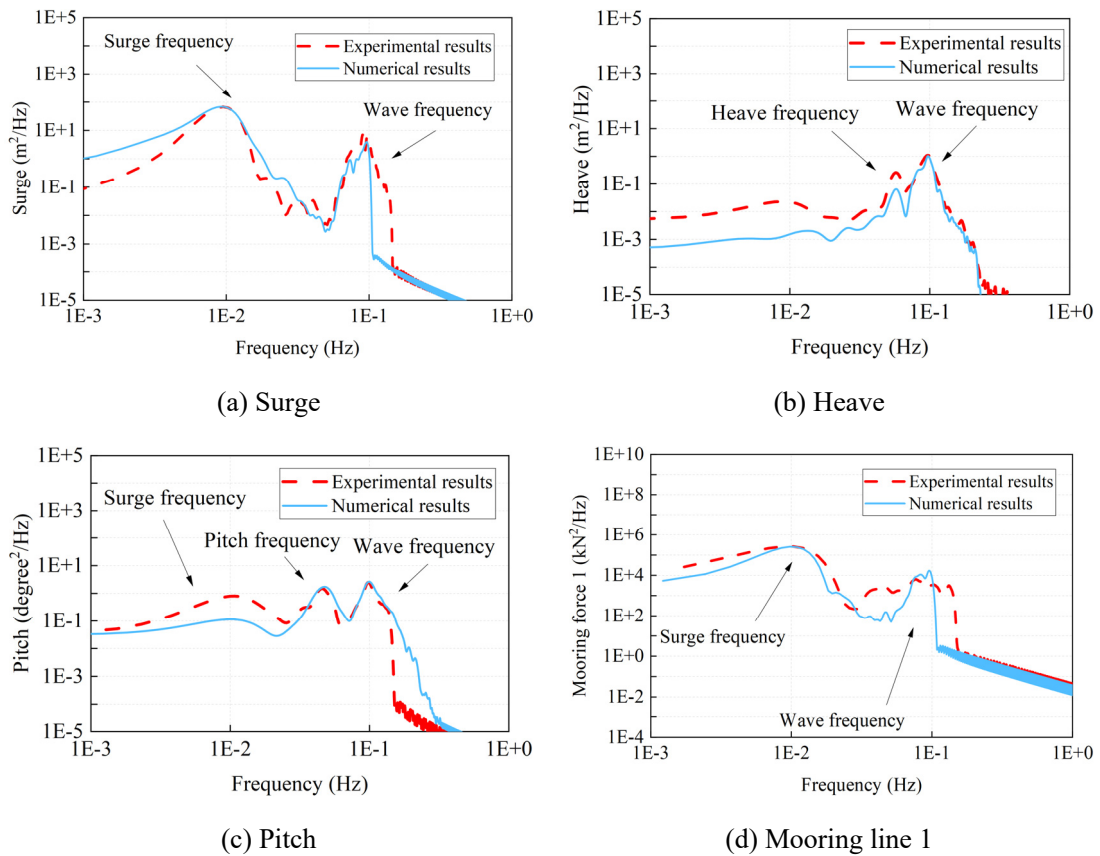 1E+5
1E+3
1E+1
1E-1
1E-3
1E-5
Surge (m²/Hz)
Surge frequency
Experimental results
Numerical results
Wave frequency
1E-3 1E-2 1E-1 1E+0
Frequency (Hz)
(a) Surge
1E+5
1E+3
1E+1
1E-1
1E-3
1E-5
Heave (m²/Hz)
Experimental results
Numerical results
Heave frequency
Wave frequency
1E-3 1E-2 1E-1 1E+0
Frequency (Hz)
(b) Heave
1E+5
1E+3
1E+1
1E-1
1E-3
1E-5
Pitch (degree²/Hz)
Experimental results
Numerical results
Surge frequency
Pitch frequency
Wave frequency
1E-3 1E-2 1E-1 1E+0
Frequency (Hz)
(c) Pitch
1E+10
1E+8
1E+6
1E+4
1E+2
1E+0
1E-2
1E-4
Mooring force 1 (kN²/Hz)
Experimental results
Numerical results
Surge frequency
Wave frequency
1E-3 1E-2 1E-1 1E+0
Frequency (Hz)
(d) Mooring line 1